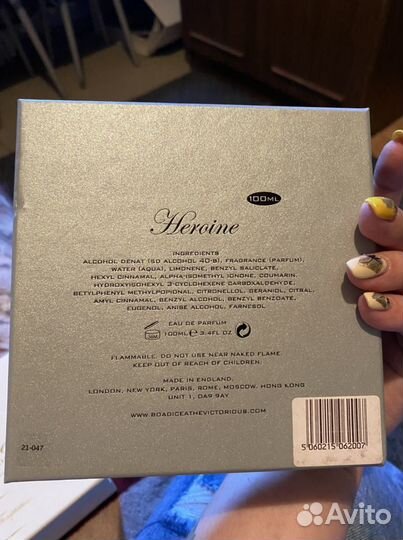 100ML
Heroine
INGREDIENTS
ALCOHOL DENAT (SD ALCOHOL 40-B), FRAGRANCE (PARFUM),
WATER (AQUA), LIMONENE, BENZYL SALICLATE,
HEXYL CINNAMAL, ALPHA-ISOMETHYL IONONE, COUMARIN,
HYDROXYISOHEXYL 3-CYCLOHEXENE CARBOXALDEHYDE,
BETYLPHENYL METHYLPOPIONAL, CITRONELLOL, GERANIOL, CITRAL,
AMYL CINNAMAL, BENZYL ALCOHOL, BENZYL BENZOATE,
EUGENOL, ANISE ALCOHOL, FARNESOL
EAU DE PARFUM
100ML℮ 3.4FL OZ
FLAMMABLE. DO NOT USE NEAR NAKED FLAME
KEEP OUT OF REACH OF CHILDREN.
MADE IN ENGLAND,
LONDON, NEW YORK, PARIS, ROME, MOSCOW, HONG KONG
UNIT 1, DA9 9AY
WWW.BOADICEATHEVICTORIOUS.COM
21-047
5 060215 062007
Avito